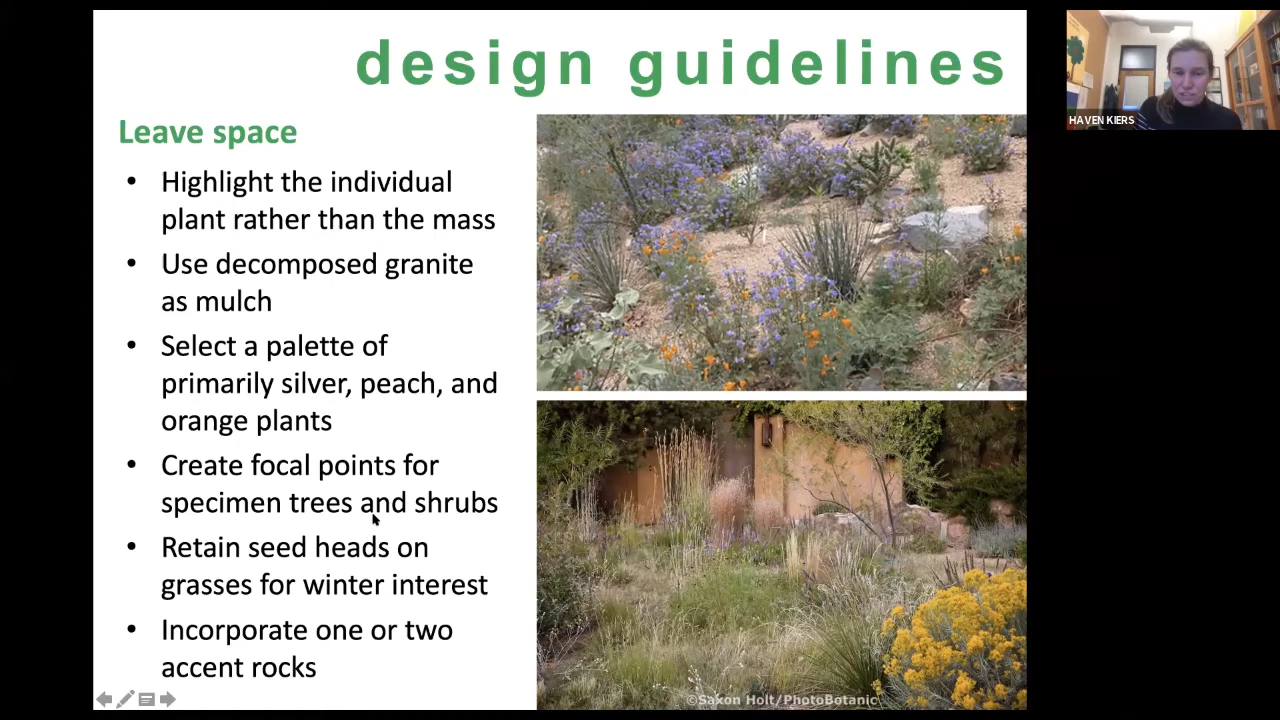 design guidelines
HAVEN KIERS
Leave space
• Highlight the individual
plant rather than the mass
• Use decomposed granite
as mulch
• Select a palette of
primarily silver, peach, and
orange plants
• Create focal points for
specimen trees and shrubs
• Retain seed heads on
grasses for winter interest
• Incorporate one or two
accent rocks
©Saxon Holt/PhotoBotanic